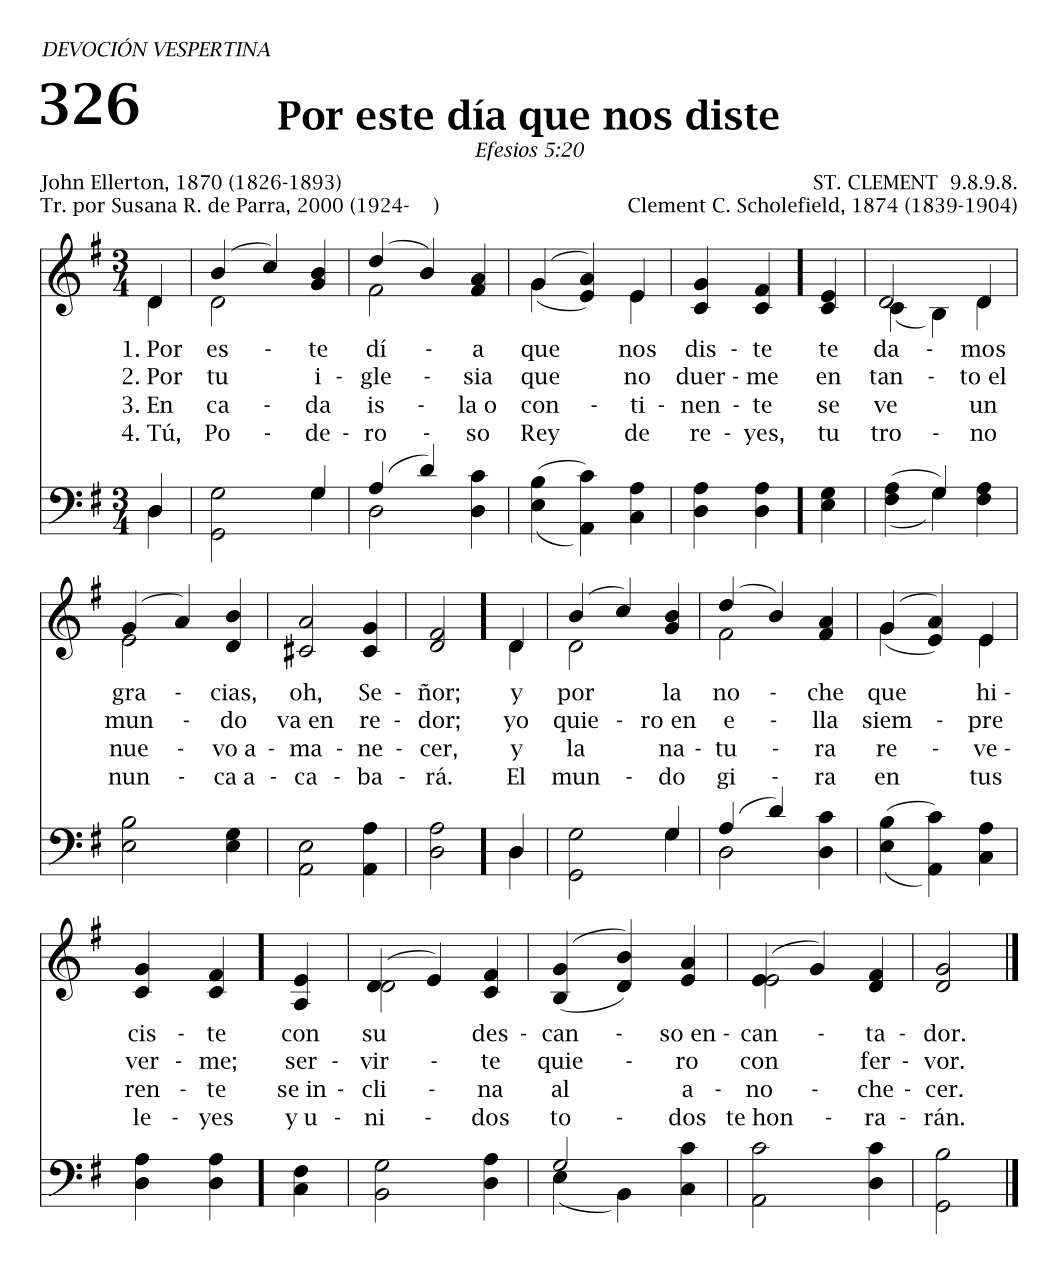 DEVOCIÓN VESPERTINA
326
Por este día que nos diste
Efesios 5:20
John Ellerton, 1870 (1826-1893)
ST. CLEMENT 9.8.9.8.
Tr. por Susana R. de Parra, 2000 (1924-    )
Clement C. Scholefield, 1874 (1839-1904)
3 4
1. Por es - te dí - a que nos dis - te te da - mos
2. Por tu i - gle - sia que no duer - me en tan - to el
3. En ca - da is - la o con - ti - nen - te se ve un
4. Tú, Po - de - ro - so Rey de re - yes, tu tro - no
3 4
gra - cias, oh, Se - ñor; y por la no - che que hi -
mun - do va en re - dor; yo quie - ro en e - lla siem - pre
nue - vo a - ma - ne - cer, y la na - tu - ra re - ve -
nun - ca a - ca - ba - rá. El mun - do gi - ra en tus
cis - te con su des - can - so en - can - ta - dor.
ver - me; ser - vir - te quie - ro con fer - vor.
ren - te se in - cli - na al a - no - che - cer.
le - yes y u - ni - dos to - dos te hon - ra - rán.